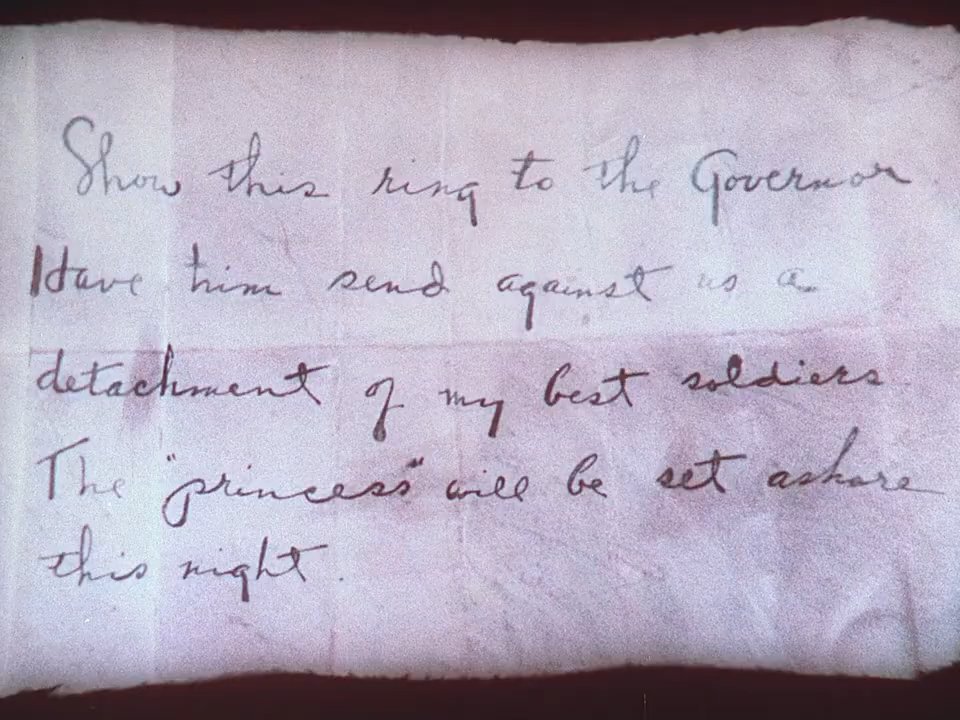 Show this ring to the Governor
Have him send against us a
detachment of my best soldiers
The "princess" will be set ashore
this night.